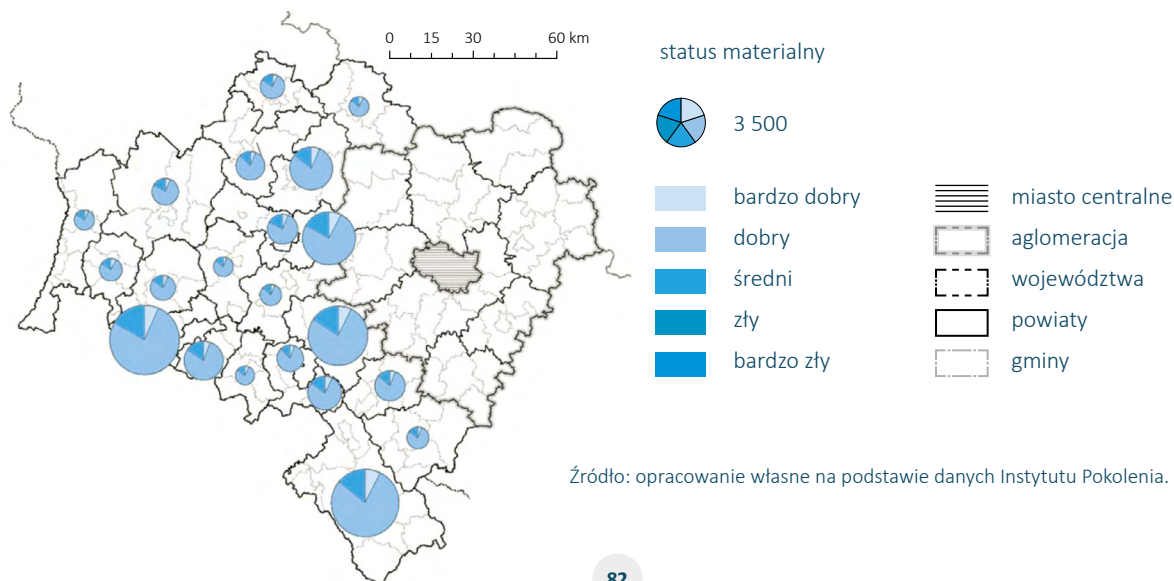 0 15 30 60 km
status materialny
3 500
bardzo dobry
dobry
średni
zły
bardzo zły
miasto centralne
aglomeracja
województwa
powiaty
gminy
Źródło: opracowanie własne na podstawie danych Instytutu Pokolenia.
82